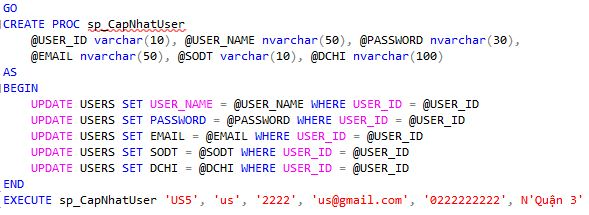 GO
CREATE PROC sp_CapNhatUser
@USER_ID varchar(10), @USER_NAME nvarchar(50), @PASSWORD nvarchar(30),
@EMAIL nvarchar(50), @SODT varchar(10), @DCHI nvarchar(100)
AS
BEGIN
UPDATE USERS SET USER_NAME = @USER_NAME WHERE USER_ID = @USER_ID
UPDATE USERS SET PASSWORD = @PASSWORD WHERE USER_ID = @USER_ID
UPDATE USERS SET EMAIL = @EMAIL WHERE USER_ID = @USER_ID
UPDATE USERS SET SODT = @SODT WHERE USER_ID = @USER_ID
UPDATE USERS SET DCHI = @DCHI WHERE USER_ID = @USER_ID
END
EXECUTE sp_CapNhatUser 'US5', 'us', '2222', 'us@gmail.com', '0222222222', N'Quận 3'